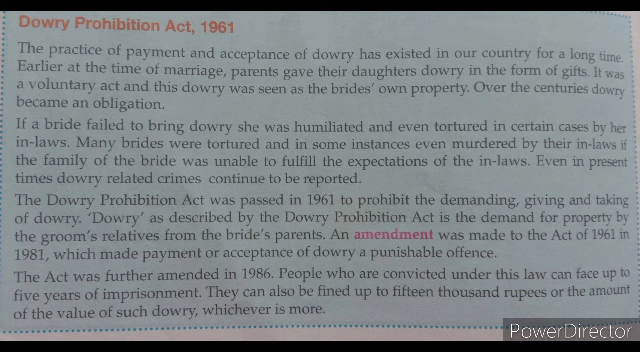 Dowry Prohibition Act, 1961
The practice of payment and acceptance of dowry has existed in our country for a long time.
Earlier at the time of marriage, parents gave their daughters dowry in the form of gifts. It was
a voluntary act and this dowry was seen as the brides' own property. Over the centuries dowry
became an obligation.
If a bride failed to bring dowry she was humiliated and even tortured in certain cases by her
in-laws. Many brides were tortured and in some instances even murdered by their in-laws if
the family of the bride was unable to fulfill the expectations of the in-laws. Even in present
times dowry related crimes continue to be reported.
The Dowry Prohibition Act was passed in 1961 to prohibit the demanding, giving and taking
of dowry. 'Dowry' as described by the Dowry Prohibition Act is the demand for property by
the groom's relatives from the bride's parents. An amendment was made to the Act of 1961 in
1981, which made payment or acceptance of dowry a punishable offence.
The Act was further amended in 1986. People who are convicted under this law can face up to
five years of imprisonment. They can also be fined up to fifteen thousand rupees or the amount
of the value of such dowry, whichever is more.
PowerDirector